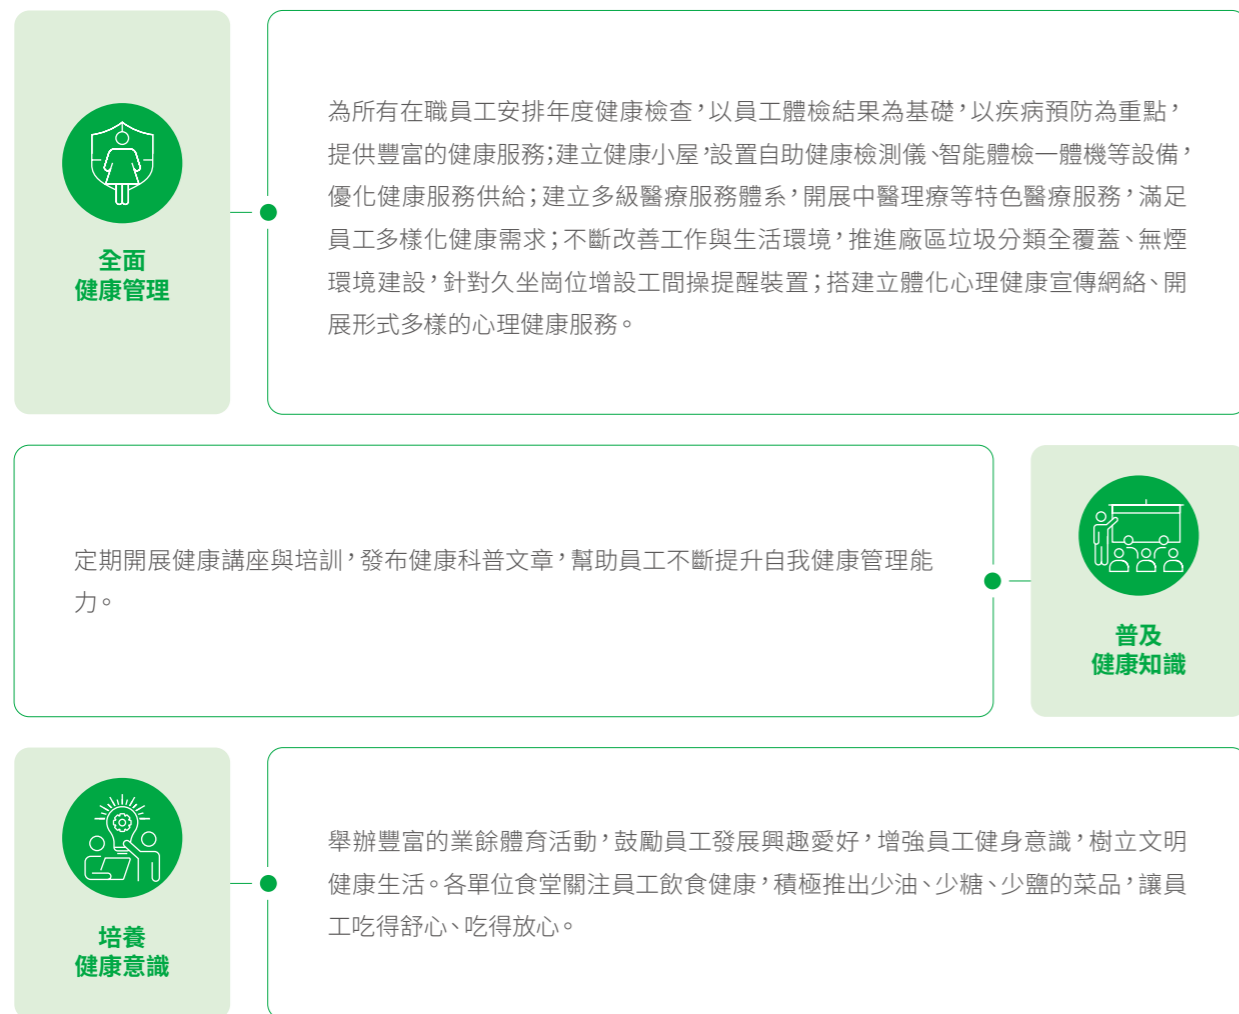 全面
健康管理
為所有在職員工安排年度健康檢查，以員工體檢結果為基礎，以疾病預防為重點，
提供豐富的健康服務；建立健康小屋，設置自助健康檢測儀、智能體檢一體機等設備，
優化健康服務供給；建立多級醫療服務體系，開展中醫理療等特色醫療服務，滿足
員工多樣化健康需求；不斷改善工作與生活環境，推進廠區垃圾分類全覆蓋、無煙
環境建設，針對久坐崗位增設工間操提醒裝置；搭建立體化心理健康宣傳網絡、開
展形式多樣的心理健康服務。
定期開展健康講座與培訓，發布健康科普文章，幫助員工不斷提升自我健康管理能
力。
普及
健康知識
培養
健康意識
舉辦豐富的業餘體育活動，鼓勵員工發展興趣愛好，增強員工健身意識，樹立文明
健康生活。各單位食堂關注員工飲食健康，積極推出少油、少糖、少鹽的菜品，讓員
工吃得舒心、吃得放心。